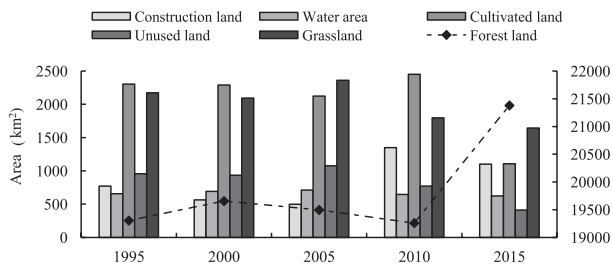 Construction land Water area Cultivated land
Unused land Grassland Forest land
2500 22000
2000 21500
1500 21000
1000 20500
500 20000
0 19500
19000
Area (km²)
1995 2000 2005 2010 2015